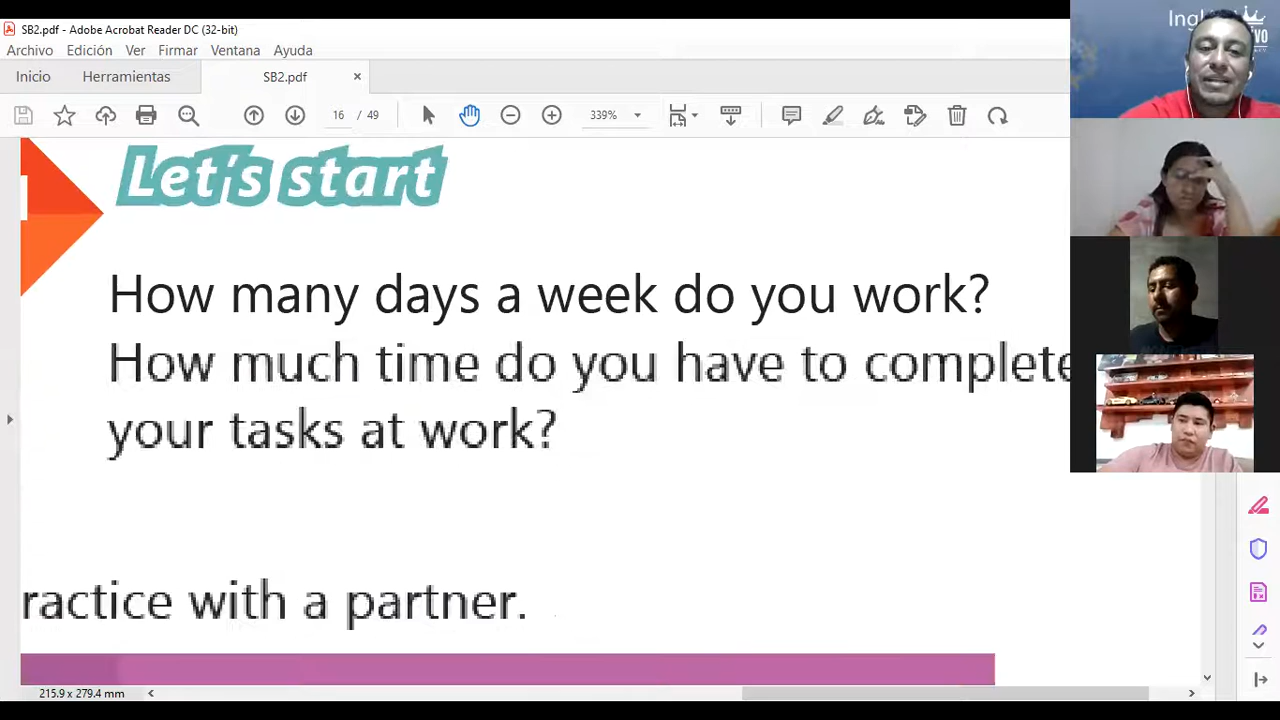 SB2.pdf - Adobe Acrobat Reader DC (32-bit)
Archivo Edición Ver Firmar Ventana Ayuda
Inicio Herramientas SB2.pdf ×
16 / 49 339%
Let's start
How many days a week do you work?
How much time do you have to complete
your tasks at work?
ractice with a partner.
215.9 x 279.4 mm